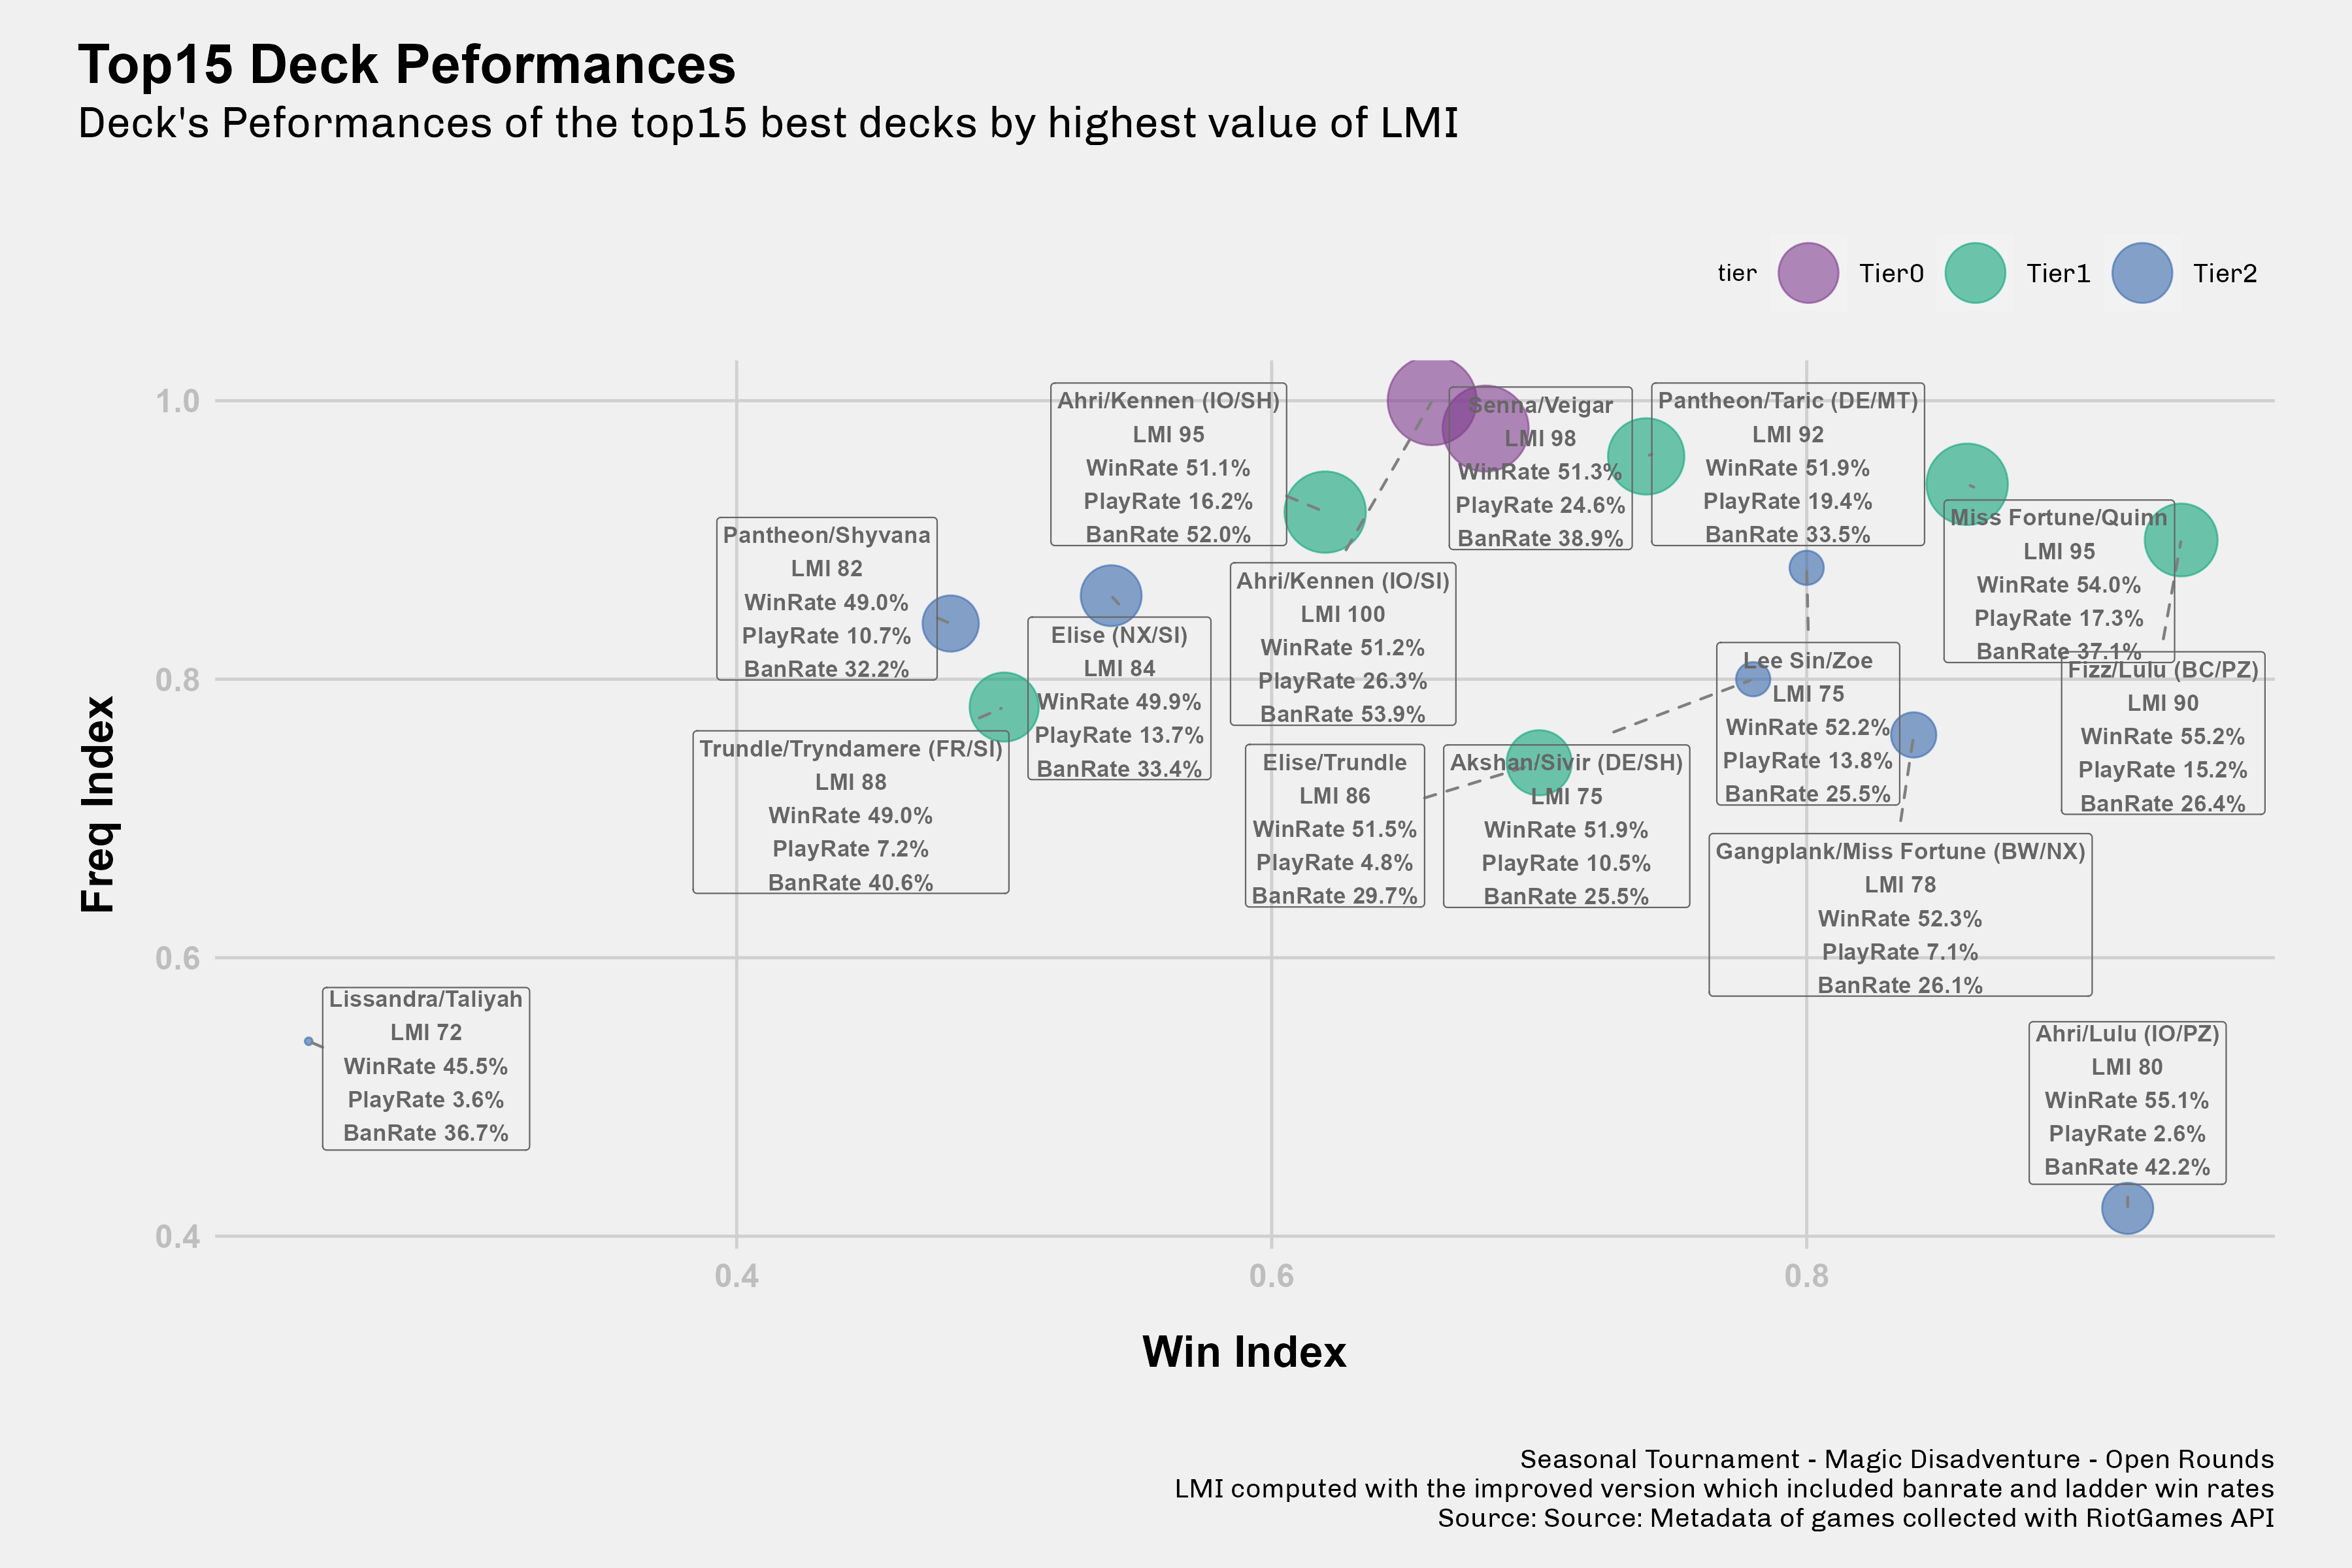 Top15 Deck Peformances
Deck's Peformances of the top15 best decks by highest value of LMI
tier Tier0 Tier1 Tier2
Freq Index
1.0
0.8
0.6
0.4
Ahri/Kennen (IO/SH)
LMI 95
WinRate 51.1%
PlayRate 16.2%
BanRate 52.0%
Senna/Veigar
LMI 98
WinRate 51.3%
PlayRate 24.6%
BanRate 38.9%
Pantheon/Taric (DE/MT)
LMI 92
WinRate 51.9%
PlayRate 19.4%
BanRate 33.5%
Pantheon/Shyvana
LMI 82
WinRate 49.0%
PlayRate 10.7%
BanRate 32.2%
Miss Fortune/Quinn
LMI 95
WinRate 54.0%
PlayRate 17.3%
BanRate 37.1%
Ahri/Kennen (IO/SI)
LMI 100
WinRate 51.2%
PlayRate 26.3%
BanRate 53.9%
Elise (NX/SI)
LMI 84
WinRate 49.9%
PlayRate 13.7%
BanRate 33.4%
Lee Sin/Zoe
LMI 75
WinRate 52.2%
PlayRate 13.8%
BanRate 25.5%
Fizz/Lulu (BC/PZ)
LMI 90
WinRate 55.2%
PlayRate 15.2%
BanRate 26.4%
Trundle/Tryndamere (FR/SI)
LMI 88
WinRate 49.0%
PlayRate 7.2%
BanRate 40.6%
Elise/Trundle
LMI 86
WinRate 51.5%
PlayRate 4.8%
BanRate 29.7%
Akshan/Sivir (DE/SH)
LMI 75
WinRate 51.9%
PlayRate 10.5%
BanRate 25.5%
Gangplank/Miss Fortune (BW/NX)
LMI 78
WinRate 52.3%
PlayRate 7.1%
BanRate 26.1%
Lissandra/Taliyah
LMI 72
WinRate 45.5%
PlayRate 3.6%
BanRate 36.7%
Ahri/Lulu (IO/PZ)
LMI 80
WinRate 55.1%
PlayRate 2.6%
BanRate 42.2%
0.4 0.6 0.8
Win Index
Seasonal Tournament - Magic Disadventure - Open Rounds
LMI computed with the improved version which included banrate and ladder win rates
Source: Source: Metadata of games collected with RiotGames API